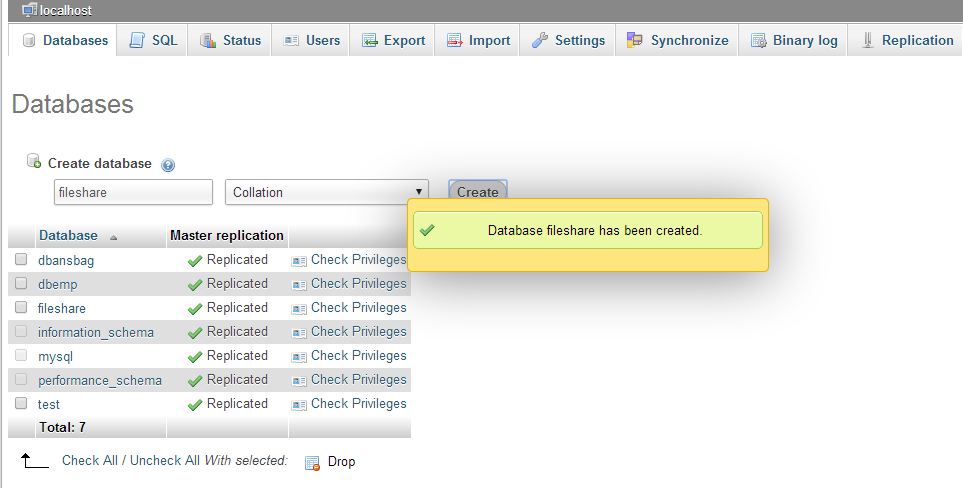 localhost
Databases SQL Status Users Export Import Settings Synchronize Binary log Replication
Databases
Create database
fileshare Collation Create
Database fileshare has been created.
Database Master replication
dbansbag Replicated Check Privileges
dbemp Replicated Check Privileges
fileshare Replicated Check Privileges
information_schema Replicated Check Privileges
mysql Replicated Check Privileges
performance_schema Replicated Check Privileges
test Replicated Check Privileges
Total: 7
Check All / Uncheck All With selected: Drop